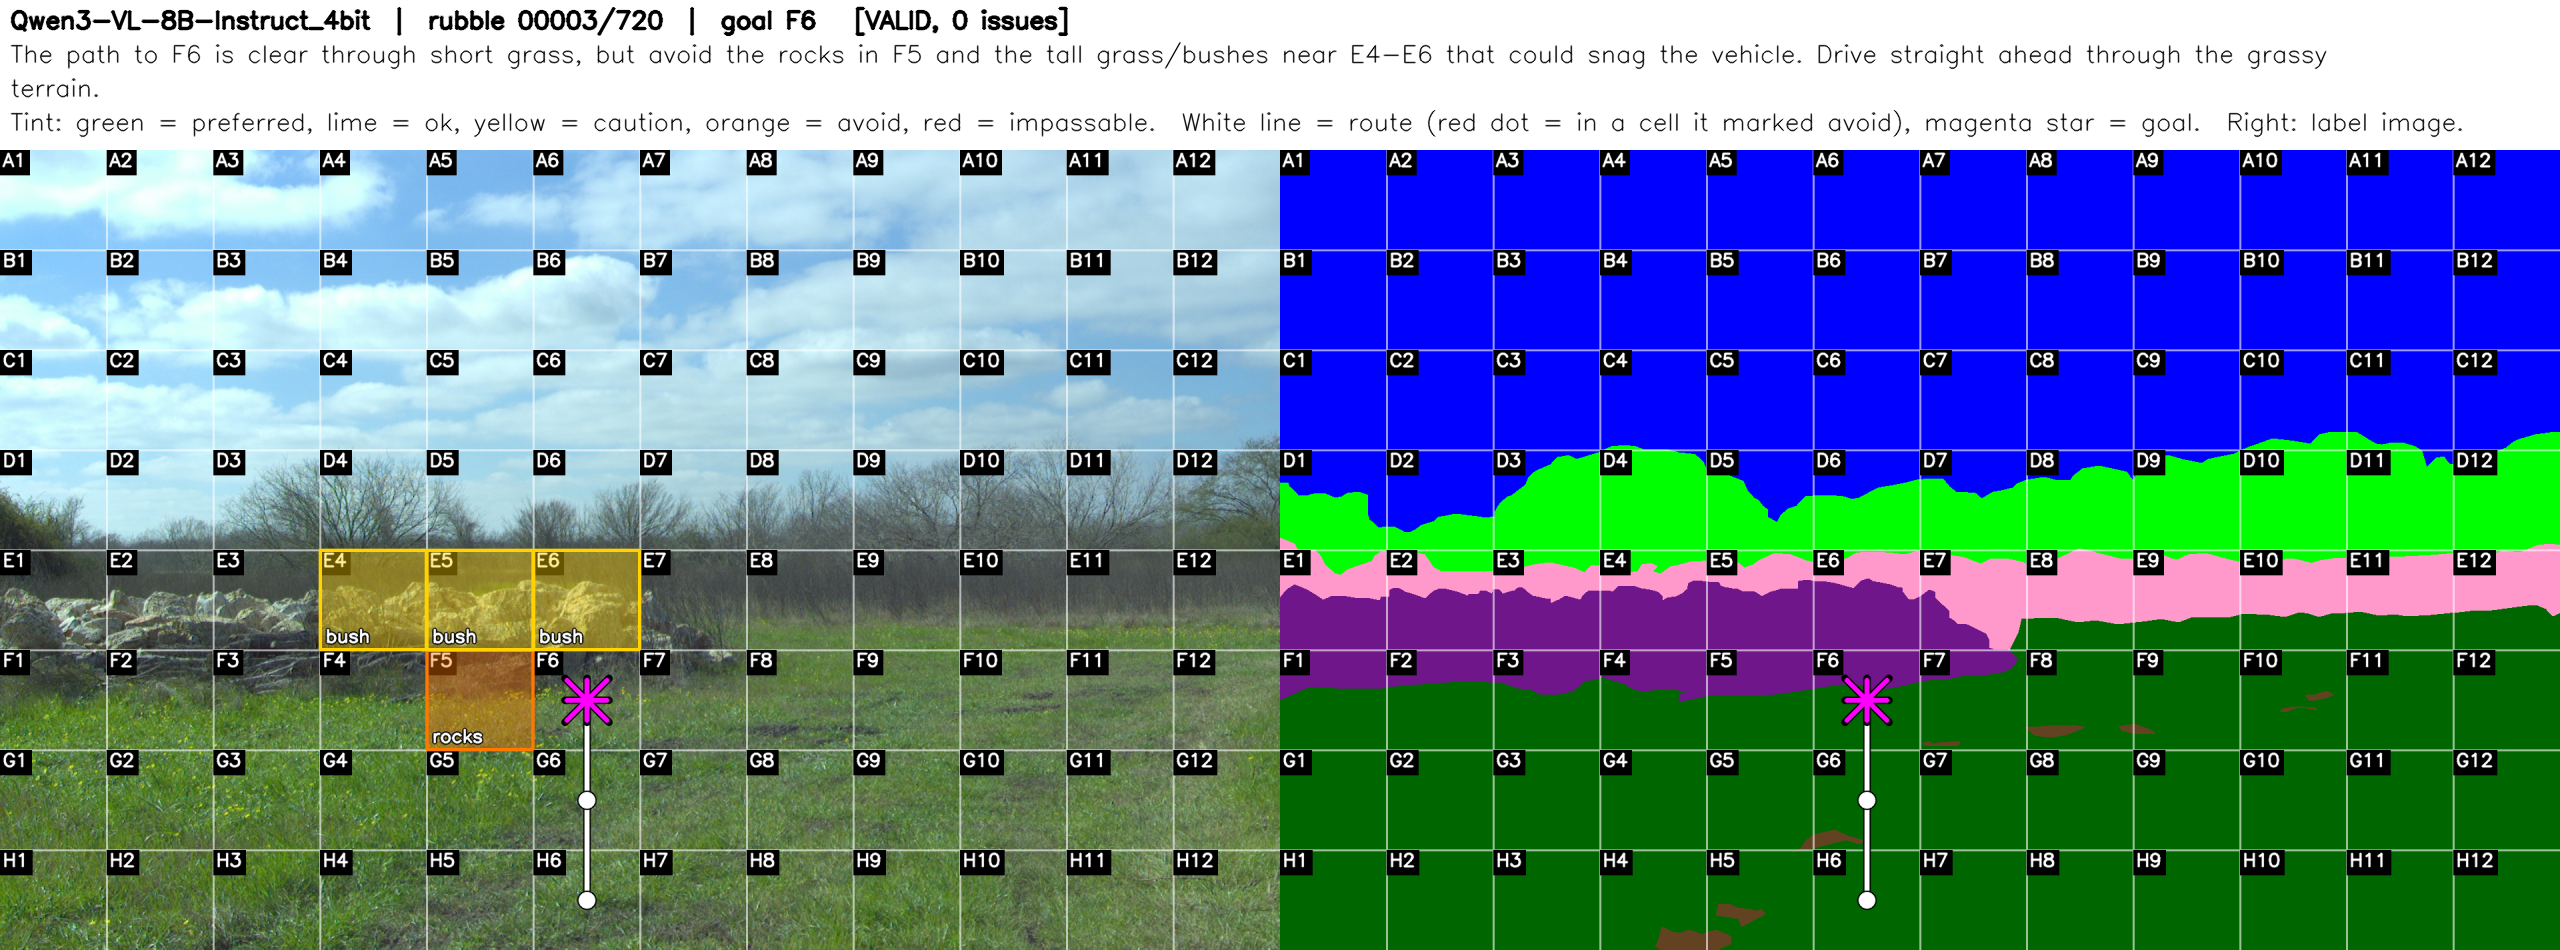 Qwen3-VL-8B-Instruct_4bit | rubble 00003/720 | goal F6 [VALID, 0 issues]
The path to F6 is clear through short grass, but avoid the rocks in F5 and the tall grass/bushes near E4-E6 that could snag the vehicle. Drive straight ahead through the grassy
terrain.
Tint: green = preferred, lime = ok, yellow = caution, orange = avoid, red = impassable. White line = route (red dot = in a cell it marked avoid), magenta star = goal. Right: label image.
A1 A2 A3 A4 A5 A6 A7 A8 A9 A10 A11 A12 A1 A2 A3 A4 A5 A6 A7 A8 A9 A10 A11 A12
B1 B2 B3 B4 B5 B6 B7 B8 B9 B10 B11 B12 B1 B2 B3 B4 B5 B6 B7 B8 B9 B10 B11 B12
C1 C2 C3 C4 C5 C6 C7 C8 C9 C10 C11 C12 C1 C2 C3 C4 C5 C6 C7 C8 C9 C10 C11 C12
D1 D2 D3 D4 D5 D6 D7 D8 D9 D10 D11 D12 D1 D2 D3 D4 D5 D6 D7 D8 D9 D10 D11 D12
E1 E2 E3 E4 E5 E6 E7 E8 E9 E10 E11 E12 E1 E2 E3 E4 E5 E6 E7 E8 E9 E10 E11 E12
bush bush bush
F1 F2 F3 F4 F5 F6 F7 F8 F9 F10 F11 F12 F1 F2 F3 F4 F5 F6 F7 F8 F9 F10 F11 F12
rocks
G1 G2 G3 G4 G5 G6 G7 G8 G9 G10 G11 G12 G1 G2 G3 G4 G5 G6 G7 G8 G9 G10 G11 G12
H1 H2 H3 H4 H5 H6 H7 H8 H9 H10 H11 H12 H1 H2 H3 H4 H5 H6 H7 H8 H9 H10 H11 H12